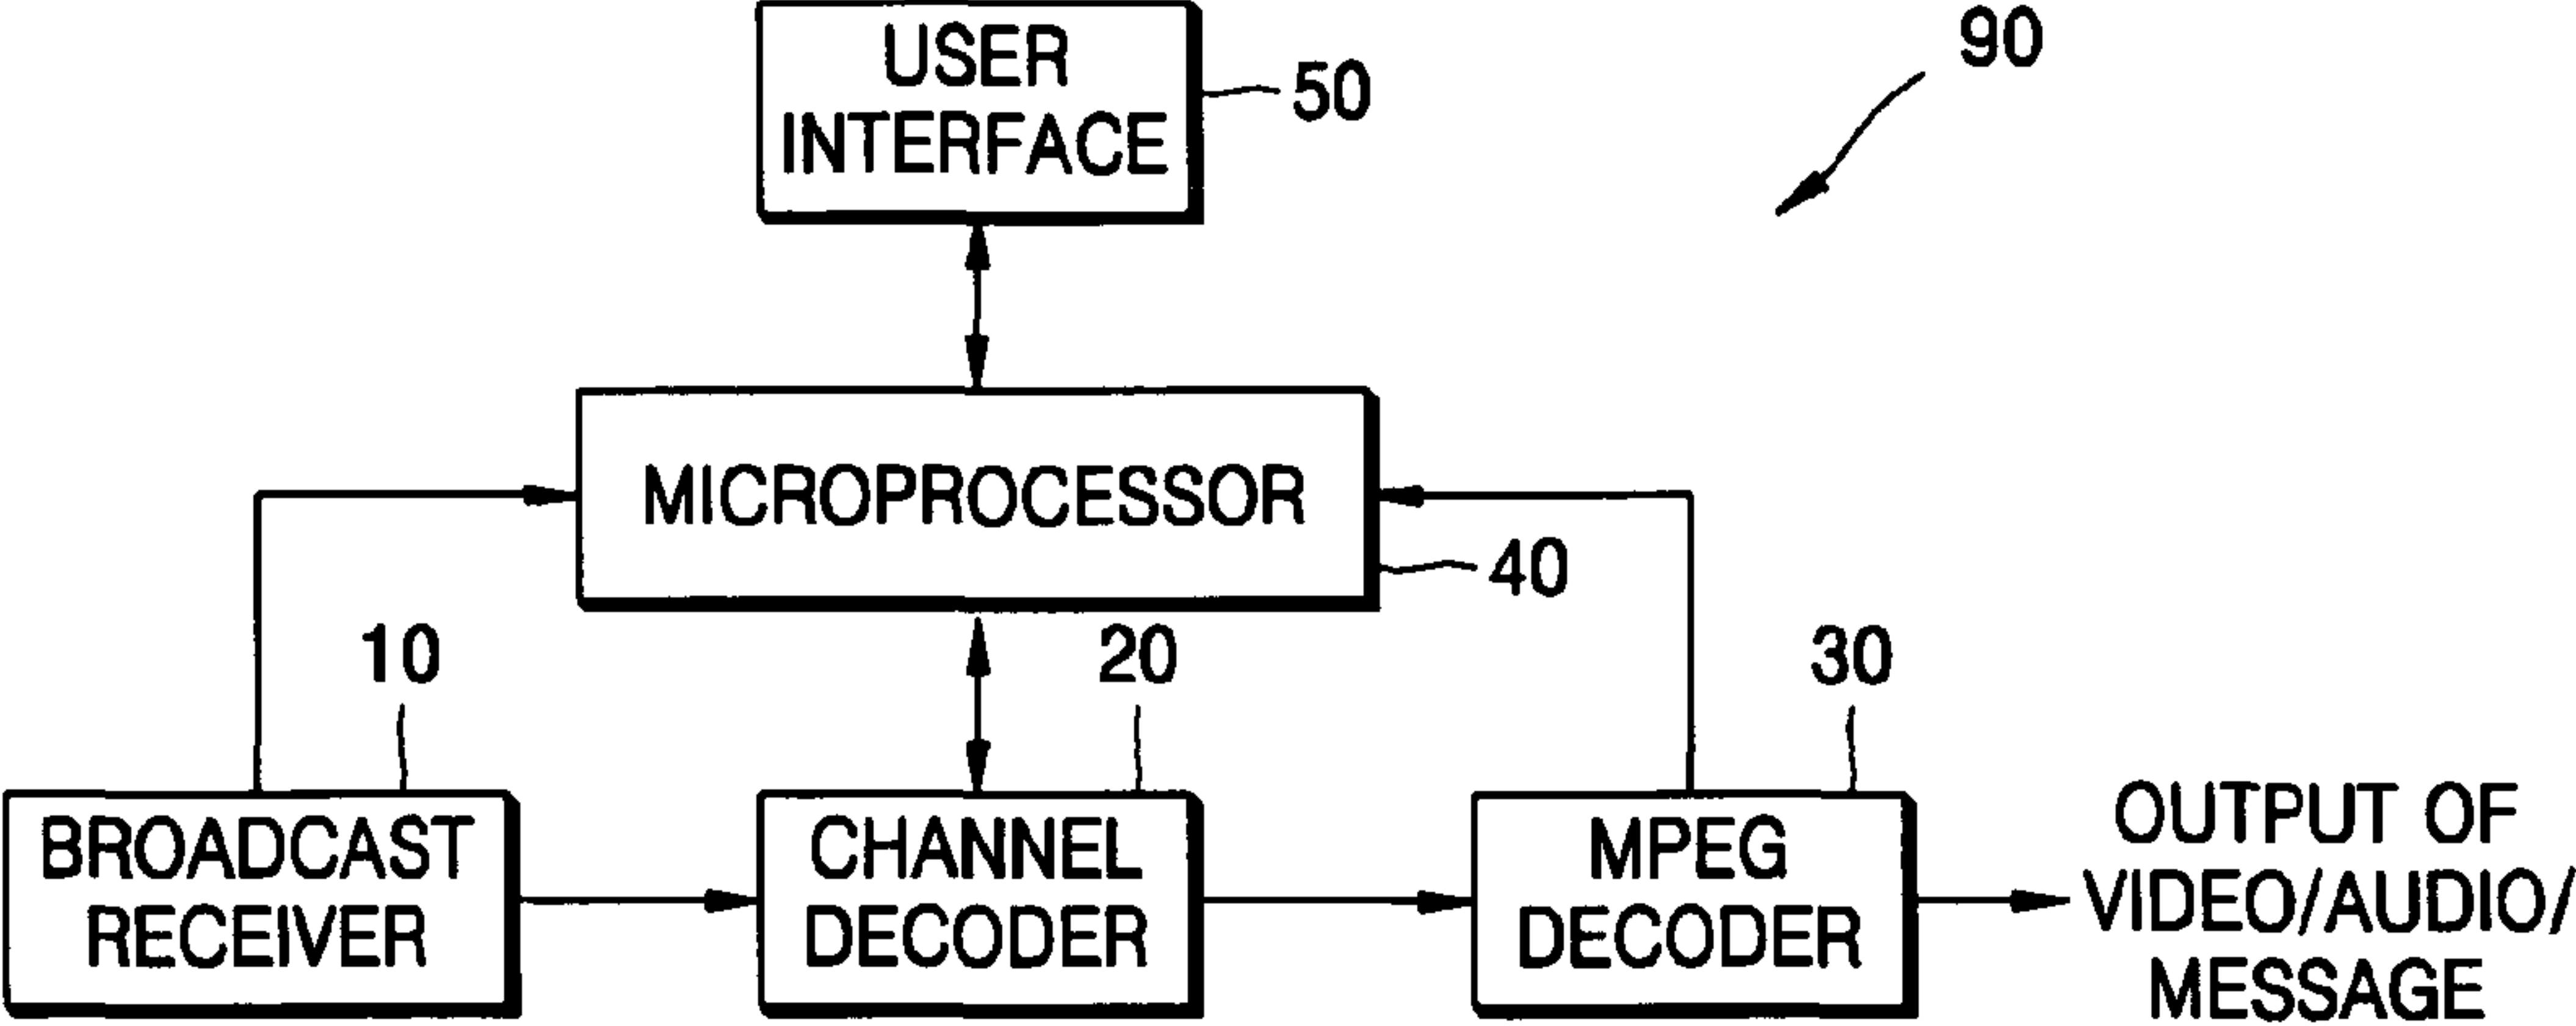 90
USER
INTERFACE
50
MICROPROCESSOR
40
10
20
30
BROADCAST
RECEIVER
CHANNEL
DECODER
MPEG
DECODER
OUTPUT OF
VIDEO/AUDIO/
MESSAGE